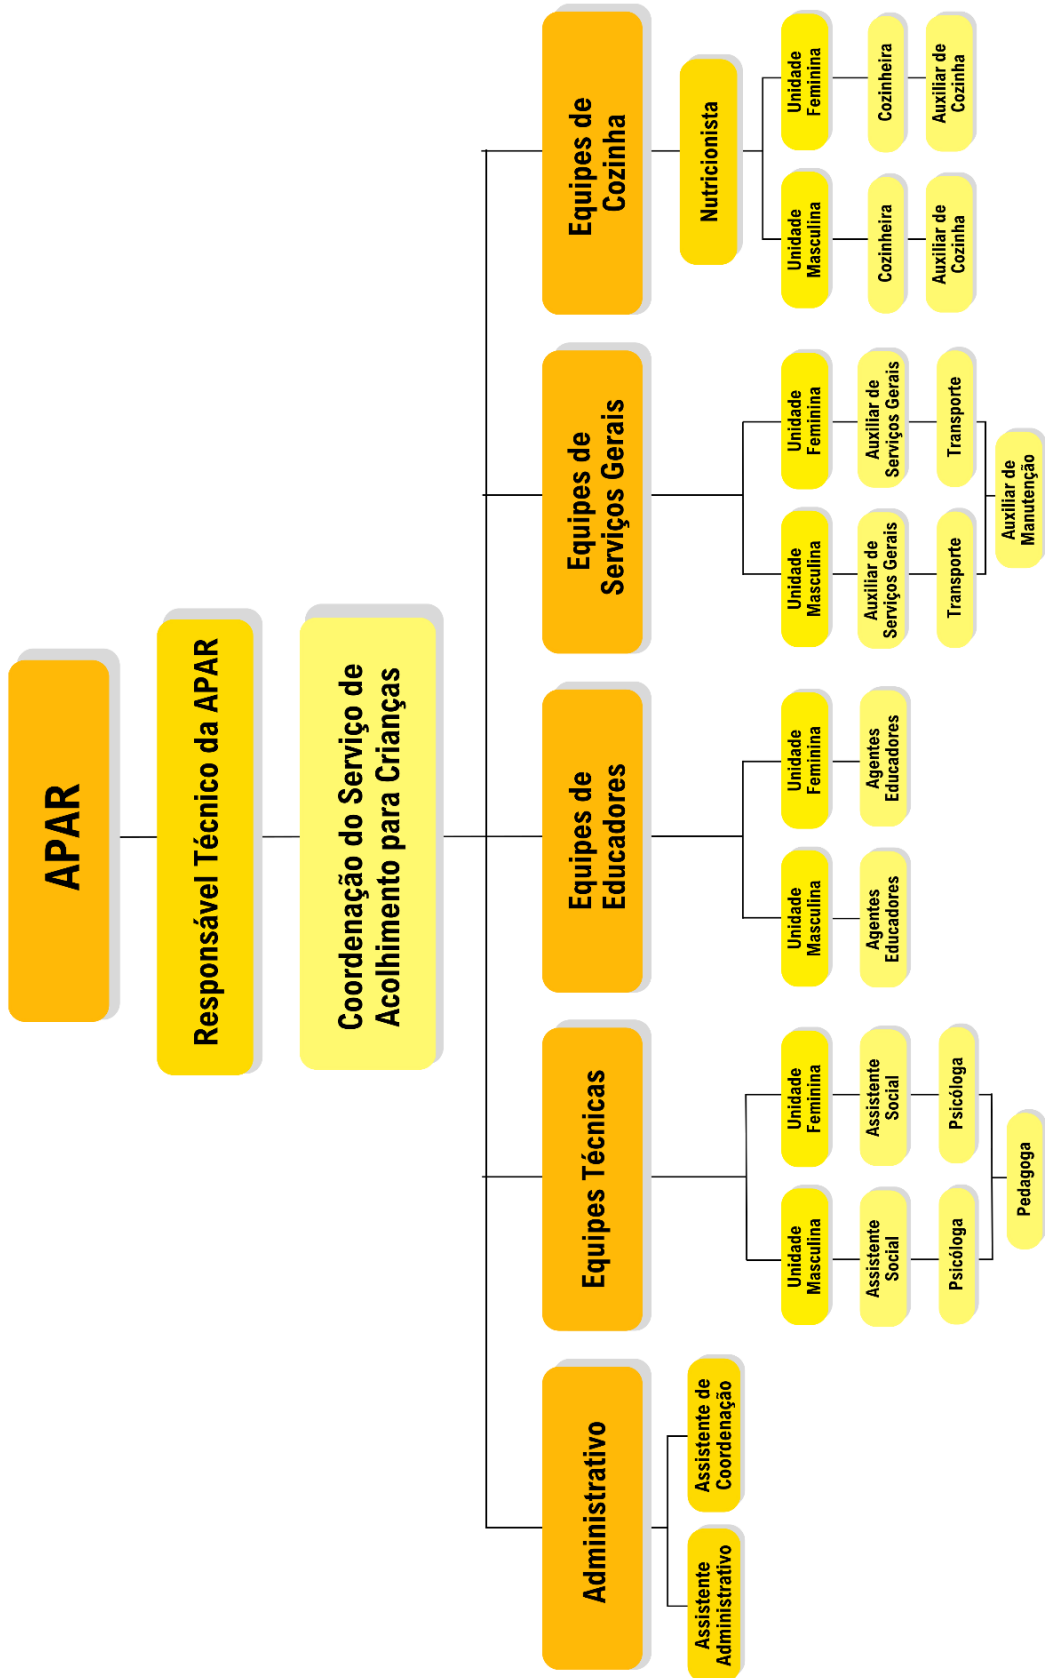 APAR
Responsável Técnico da APAR
Coordenação do Serviço de
Acolhimento para Crianças
Administrativo
Assistente
Administrativo
Assistente de
Coordenação
Equipes Técnicas
Unidade
Masculina
Assistente
Social
Psicóloga
Unidade
Feminina
Assistente
Social
Psicóloga
Pedagoga
Equipes de
Educadores
Unidade
Masculina
Agentes
Educadores
Unidade
Feminina
Agentes
Educadores
Equipes de
Serviços Gerais
Unidade
Masculina
Auxiliar de
Serviços Gerais
Transporte
Unidade
Feminina
Auxiliar de
Serviços Gerais
Transporte
Auxiliar de
Manutenção
Equipes de
Cozinha
Nutricionista
Unidade
Masculina
Cozinheira
Auxiliar de
Cozinha
Unidade
Feminina
Cozinheira
Auxiliar de
Cozinha